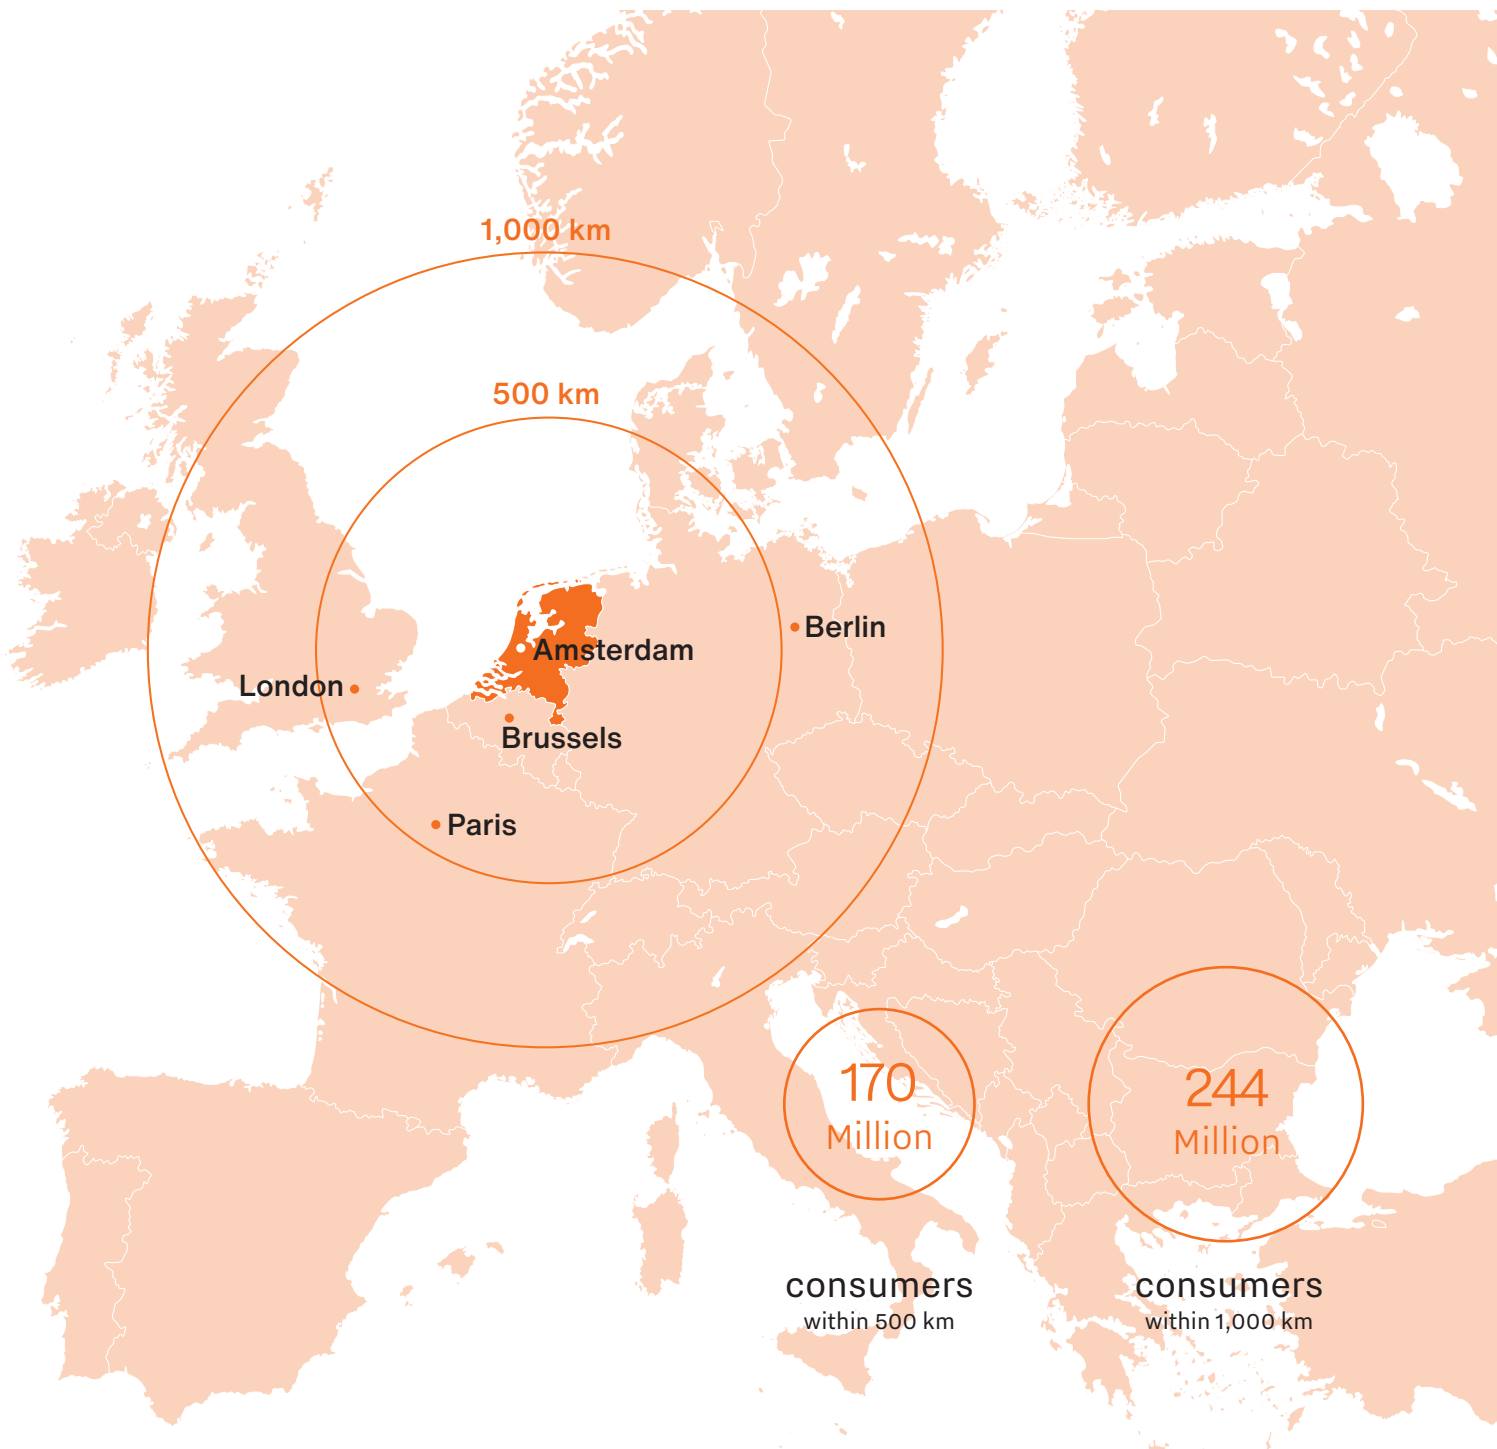 1,000 km
500 km
Berlin
Amsterdam
London
Brussels
Paris
170
Million
consumers
within 500 km
244
Million
consumers
within 1,000 km